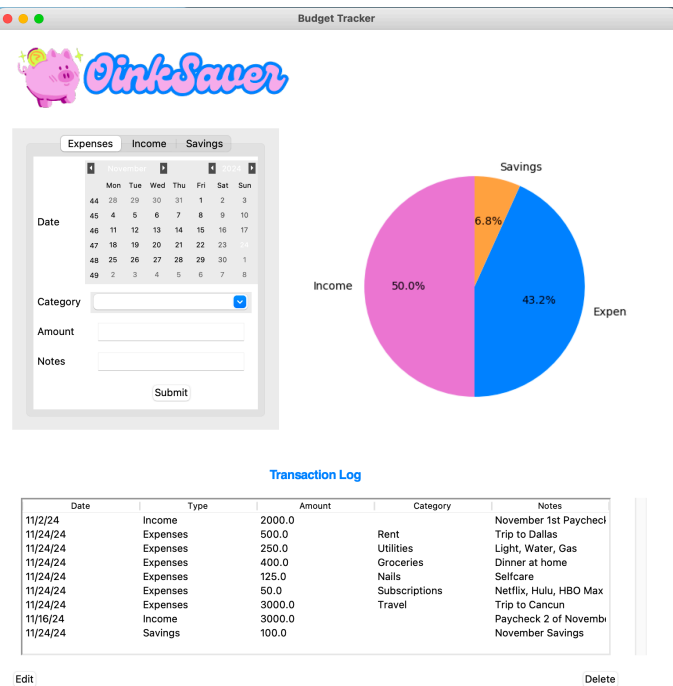 Budget Tracker
OinkSaver
Expenses Income Savings
November 2024
Mon Tue Wed Thu Fri Sat Sun
44 28 29 30 31 1 2 3
45 4 5 6 7 8 9 10
46 11 12 13 14 15 16 17
47 18 19 20 21 22 23 24
48 25 26 27 28 29 30 1
49 2 3 4 5 6 7 8
Date
Category
Amount
Notes
Submit
Savings
6.8%
Income
50.0%
43.2%
Expen
Transaction Log
Date Type Amount Category Notes
11/2/24 Income 2000.0 November 1st Paycheck
11/24/24 Expenses 500.0 Rent Trip to Dallas
11/24/24 Expenses 250.0 Utilities Light, Water, Gas
11/24/24 Expenses 400.0 Groceries Dinner at home
11/24/24 Expenses 125.0 Nails Selfcare
11/24/24 Expenses 50.0 Subscriptions Netflix, Hulu, HBO Max
11/24/24 Expenses 3000.0 Travel Trip to Cancun
11/16/24 Income 3000.0 Paycheck 2 of Novemb
11/24/24 Savings 100.0 November Savings
Edit Delete